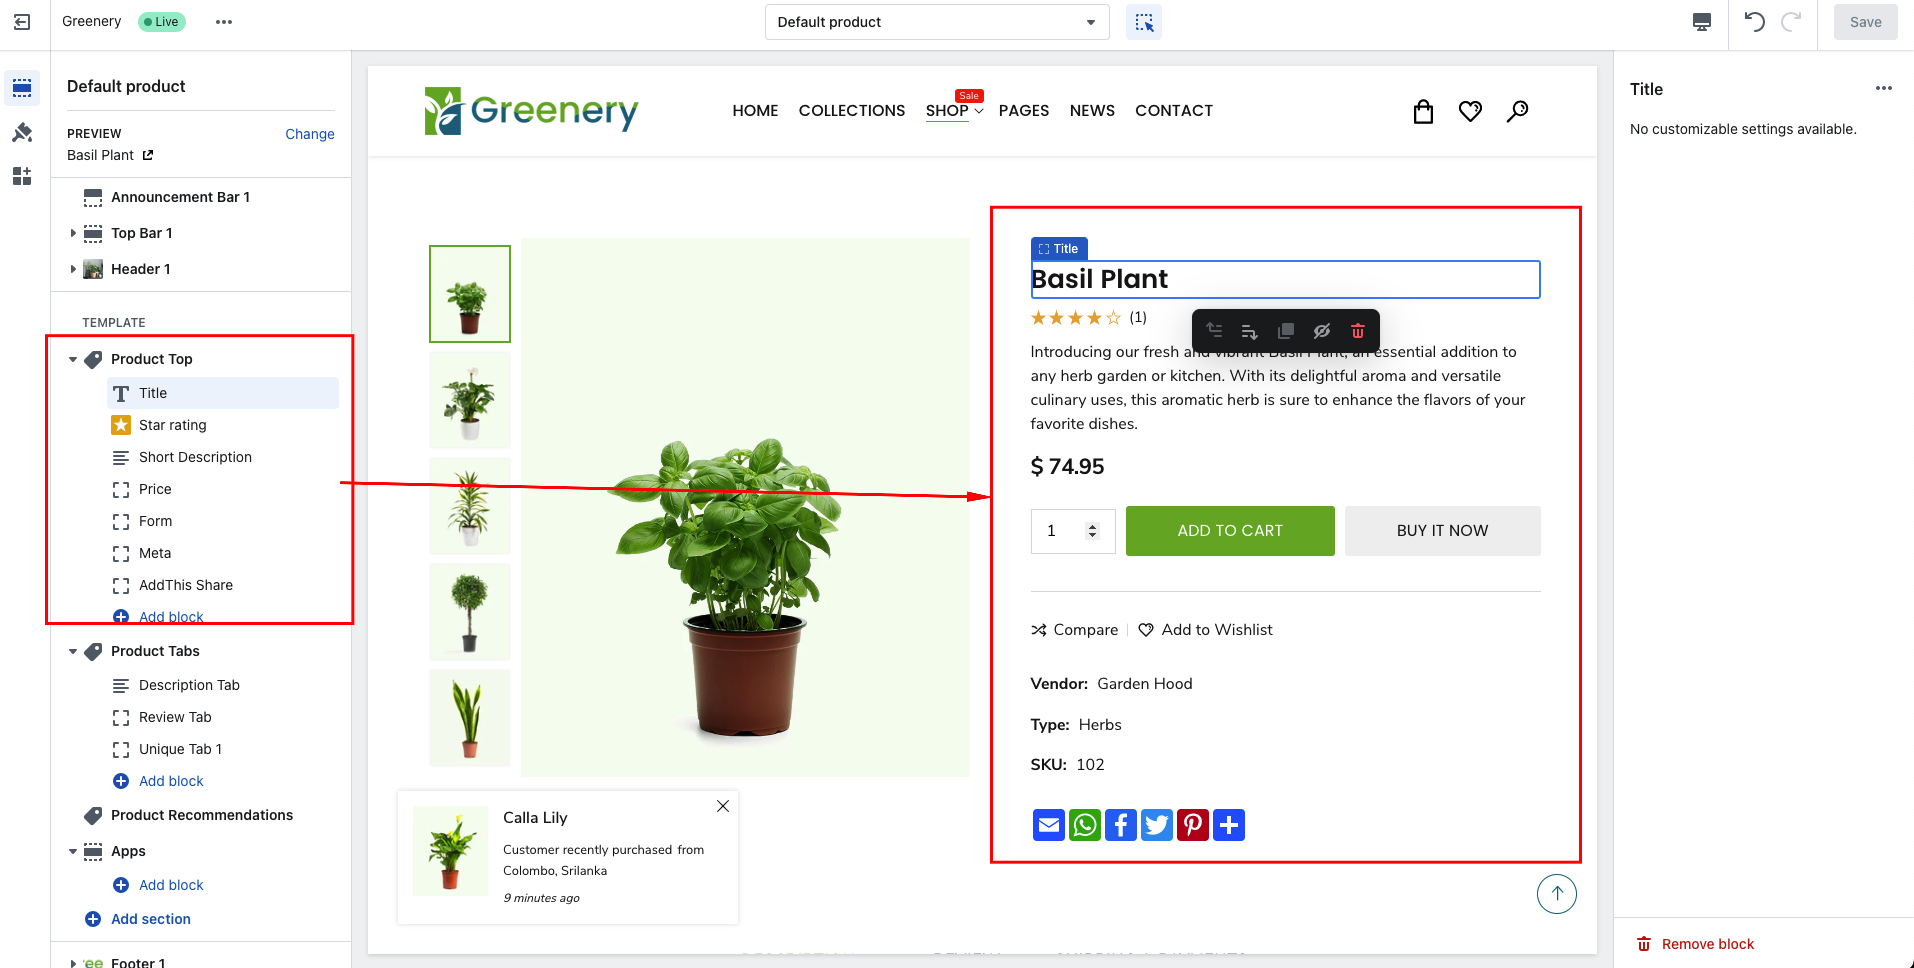 Greenery
Live
Default product
Save
Default product
PREVIEW
Change
Basil Plant
Announcement Bar 1
Top Bar 1
Header 1
TEMPLATE
Product Top
Title
Star rating
Short Description
Price
Form
Meta
AddThis Share
Add block
Product Tabs
Description Tab
Review Tab
Unique Tab 1
Add block
Product Recommendations
Apps
Add block
Add section
Footer 1
Greenery
HOME
COLLECTIONS
SHOP
Sale
PAGES
NEWS
CONTACT
Title
Basil Plant
(1)
Introducing our fresh and vibrant Basil Plant, an essential addition to
any herb garden or kitchen. With its delightful aroma and versatile
culinary uses, this aromatic herb is sure to enhance the flavors of your
favorite dishes.
$ 74.95
1
ADD TO CART
BUY IT NOW
Compare
Add to Wishlist
Vendor: Garden Hood
Type: Herbs
SKU: 102
Calla Lily
Customer recently purchased from
Colombo, Srilanka
9 minutes ago
Title
No customizable settings available.
Remove block